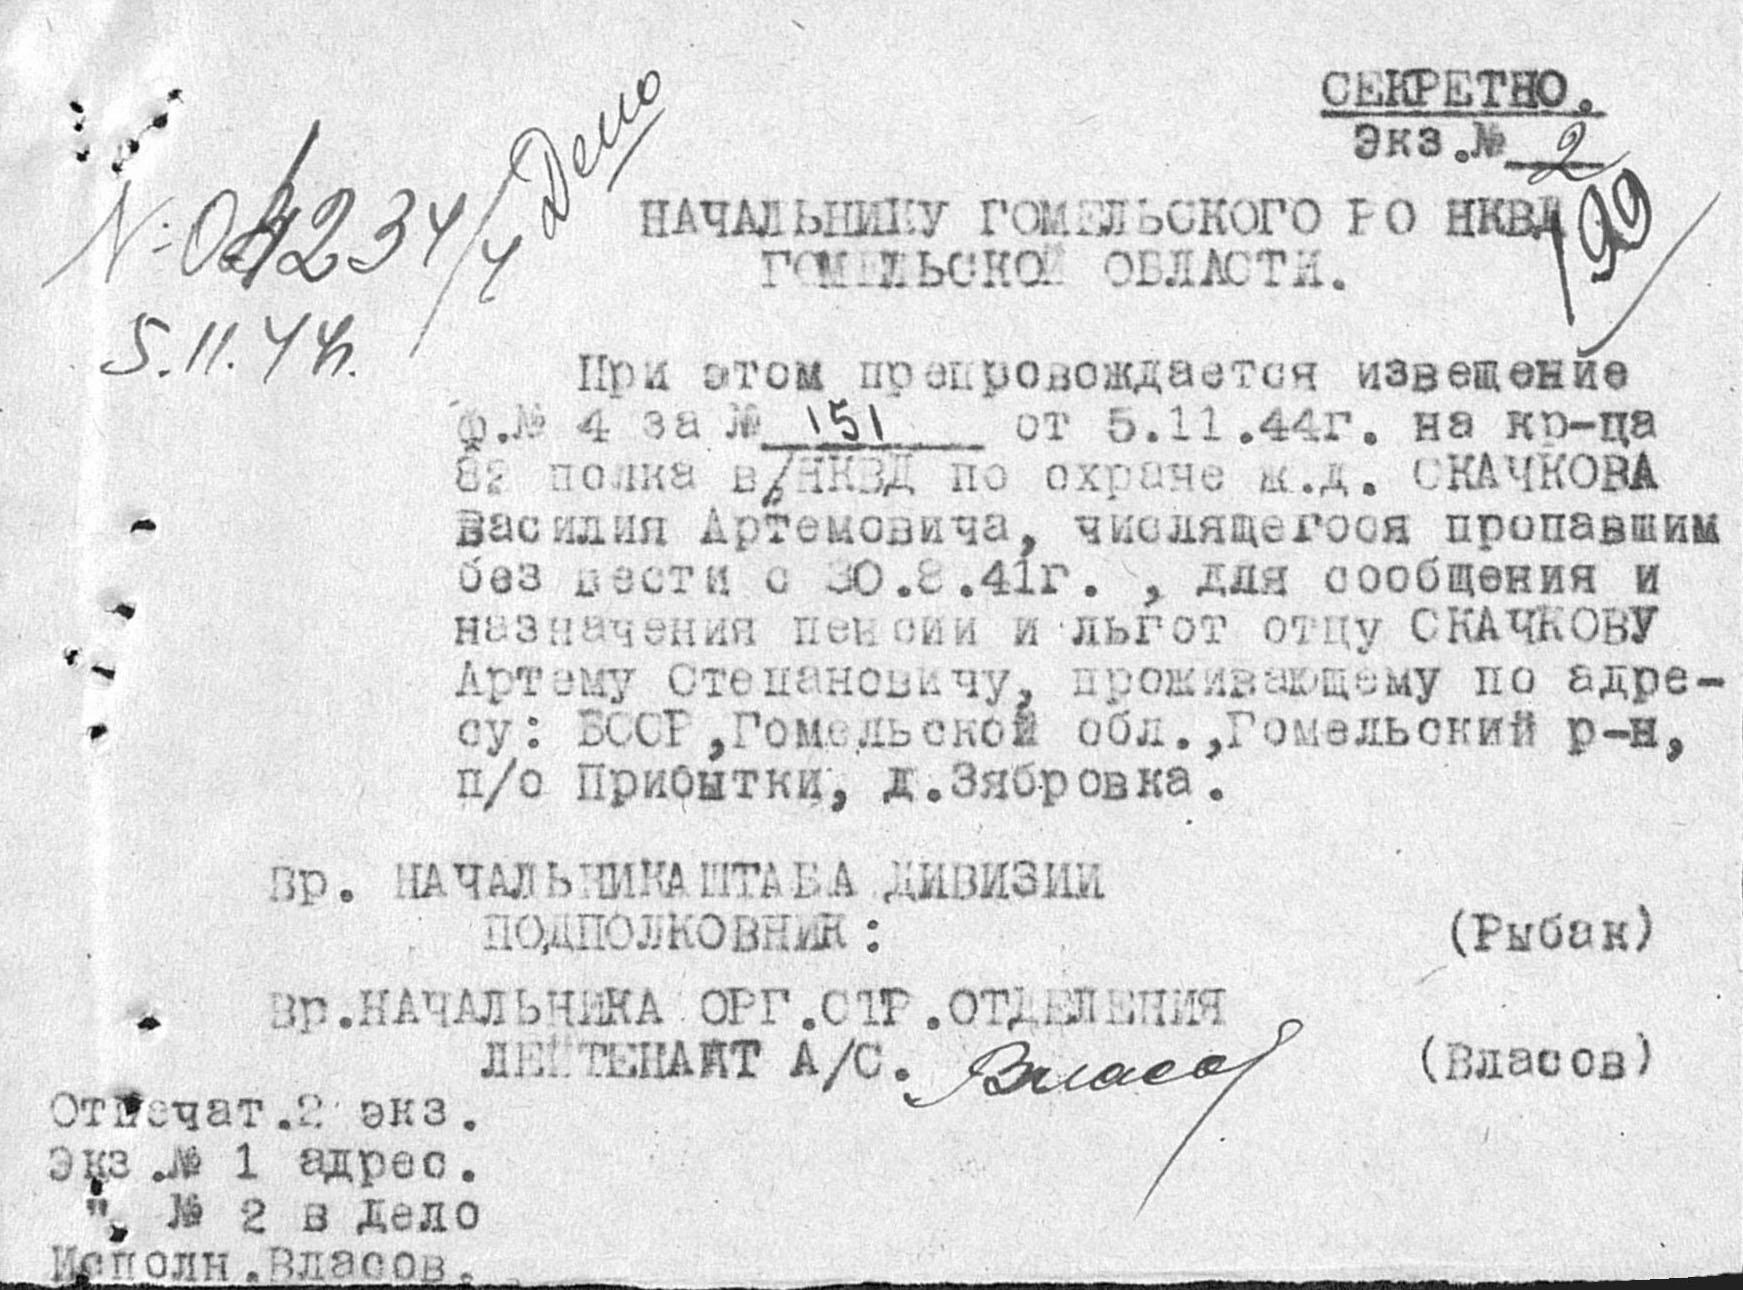 СЕКРЕТНО.
Экз.№ 2
Дело
199
5.11.44г.
НАЧАЛЬНИКУ ГОМЕЛЬСКОГО РО НКВД
ГОМЕЛЬСКОЙ ОБЛАСТИ.
При этом препровождается извещение
ф.№ 4 за № 151 от 5.11.44г. на кр-ца
82 полка в/НКВД по охране ж.д. СКАЧКОВА
Василия Артемовича, числящегося пропавшим
без вести с 30.8.41г. , для сообщения и
назначения пенсии и льгот отцу СКАЧКОВУ
Артему Степановичу, проживающему по адре-
су: БССР,Гомельской обл.,Гомельский р-н,
п/о Прибытки, д.Зябровка.
Вр. НАЧАЛЬНИКА ШТАБА ДИВИЗИИ
ПОДПОЛКОВНИК: (Рыбак)
Вр.НАЧАЛЬНИКА ОРГ.СТР.ОТДЕЛЕНИЯ
ЛЕЙТЕНАНТ А/С. Власов (Власов)
Отпечат.2 экз.
Экз.№ 1 адрес.
". № 2 в дело
Исполн.Власов.